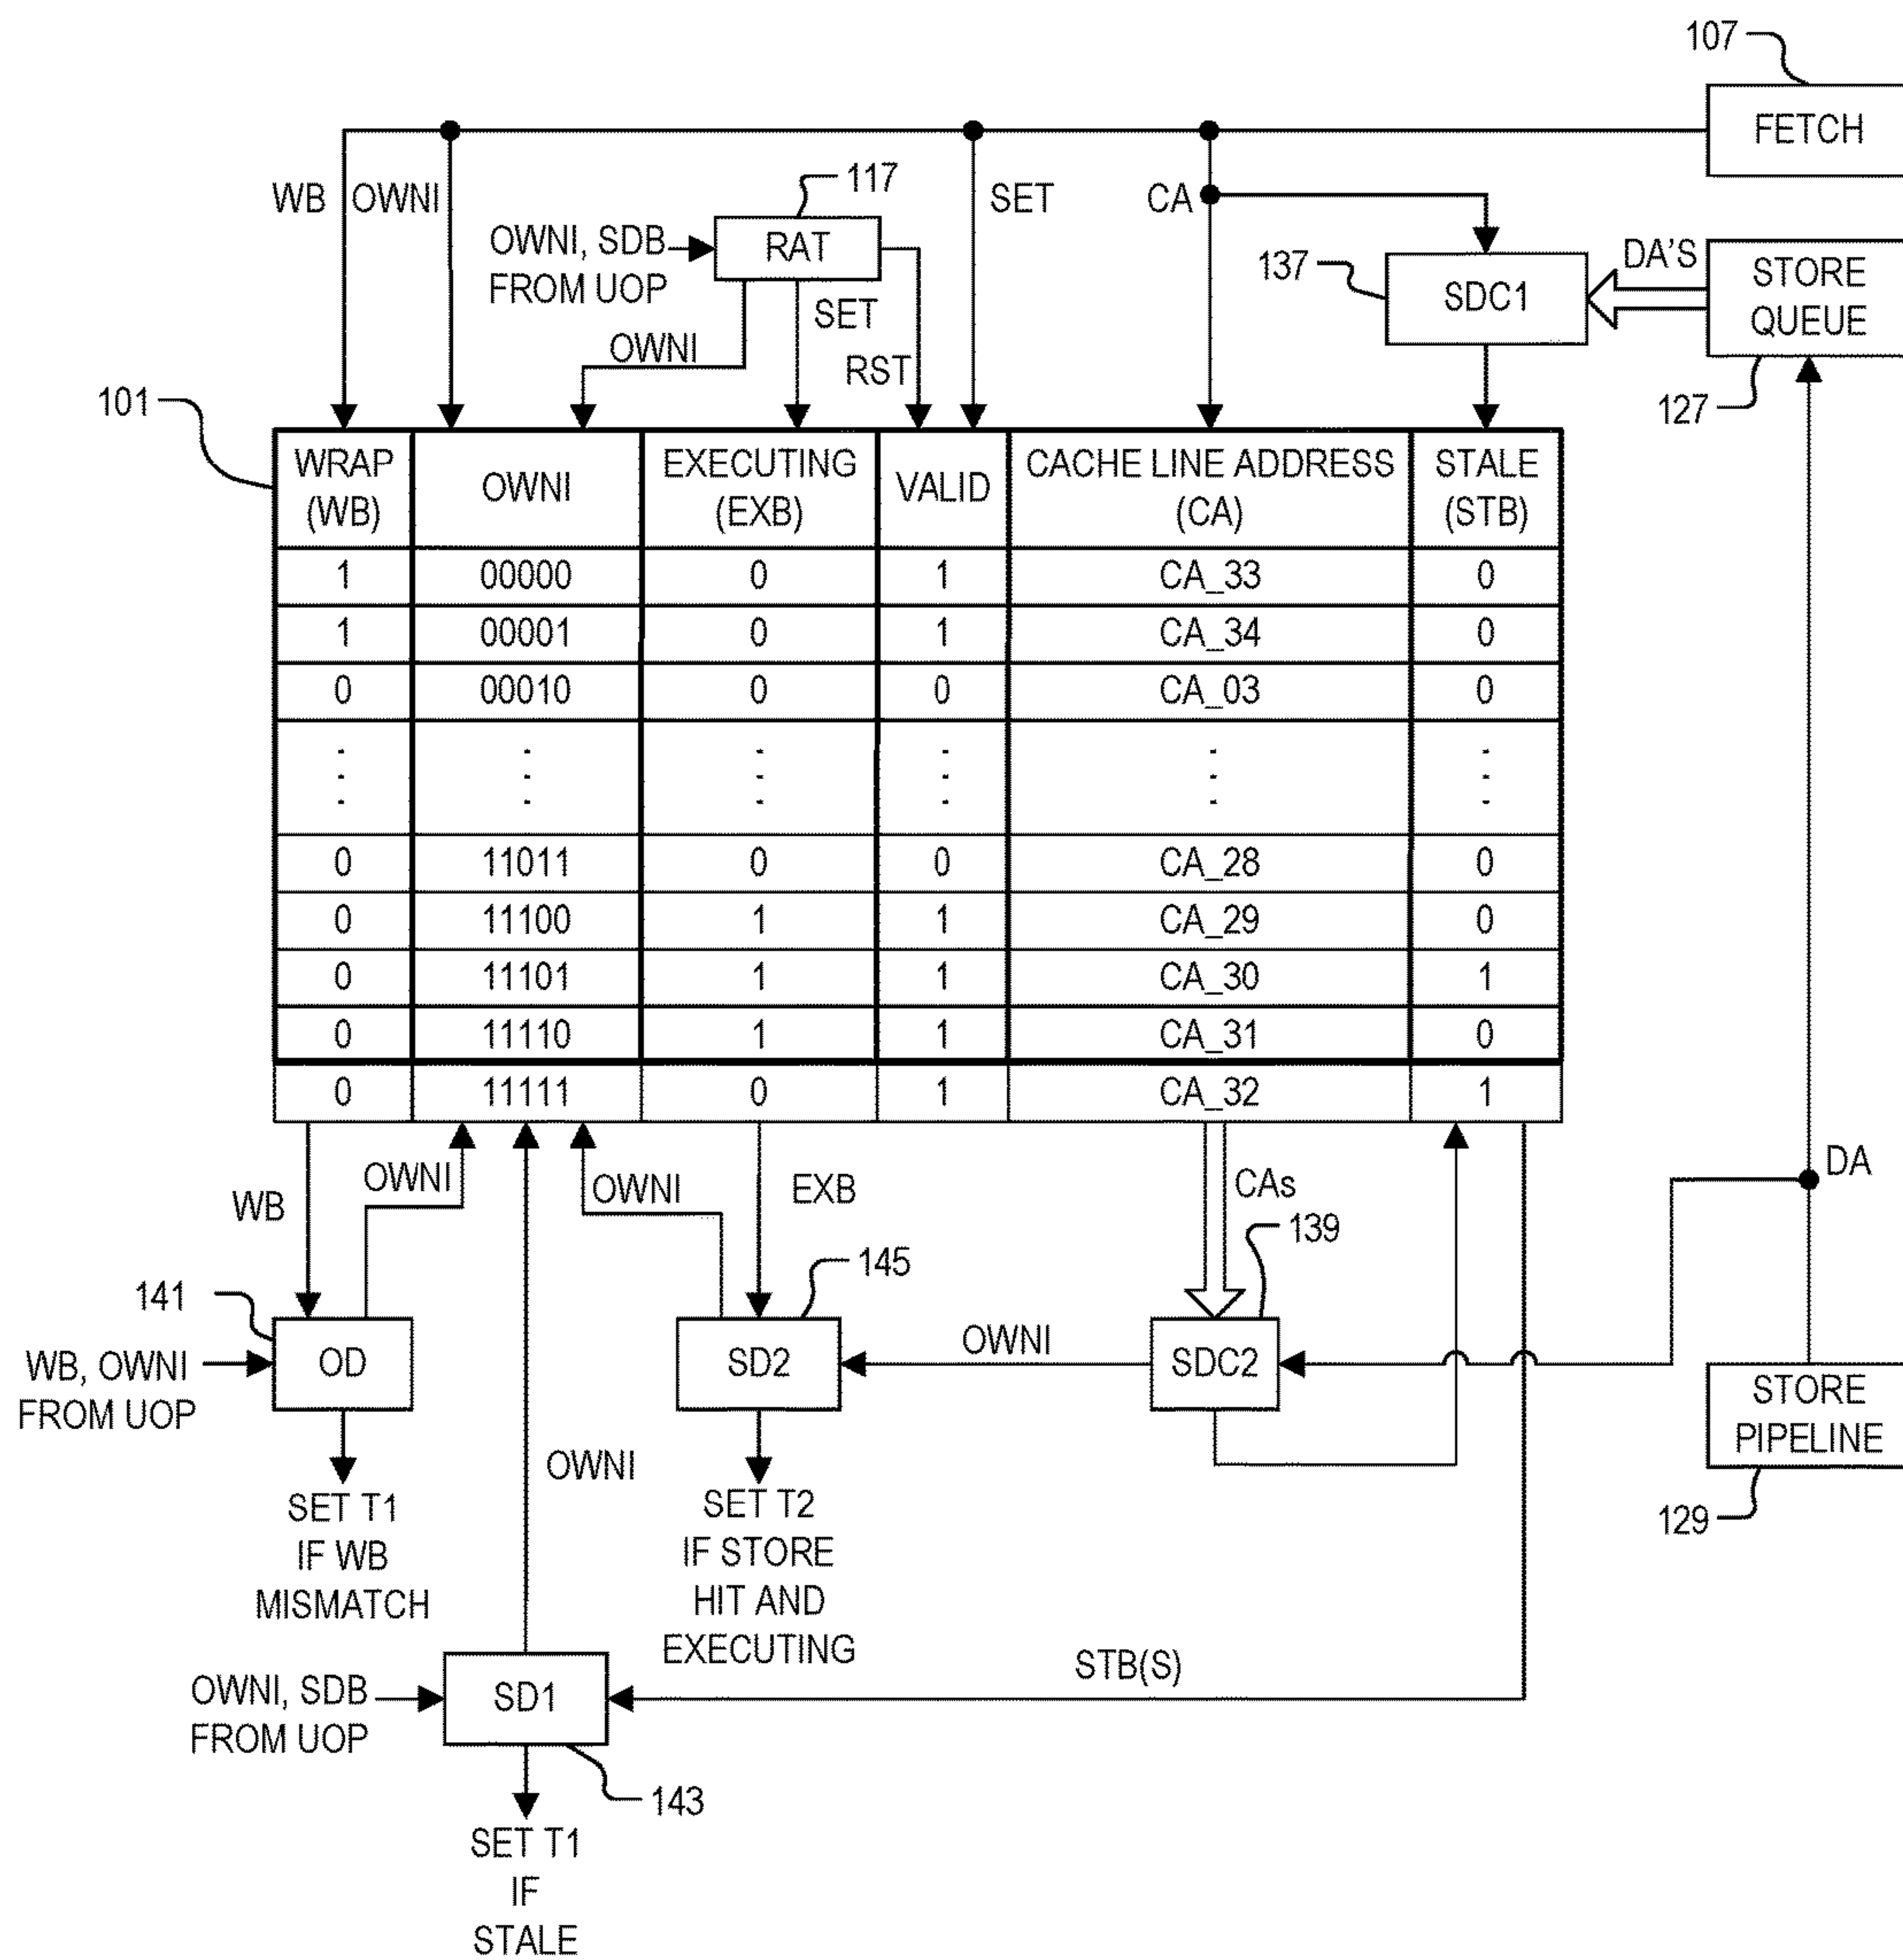 107
FETCH
WB
OWNI
117
SET
CA
OWNI, SDB
FROM UOP
RAT
137
SDC1
DA'S
STORE
QUEUE
127
OWNI
SET
RST
101
WRAP
(WB)
OWNI
EXECUTING
(EXB)
VALID
CACHE LINE ADDRESS
(CA)
STALE
(STB)
1 00000 0 1 CA_33 0
1 00001 0 1 CA_34 0
0 00010 0 0 CA_03 0
0 11011 0 0 CA_28 0
0 11100 1 1 CA_29 0
0 11101 1 1 CA_30 1
0 11110 1 1 CA_31 0
0 11111 0 1 CA_32 1
WB
OWNI
OWNI
EXB
CAs
DA
139
145
141
OD
WB, OWNI
FROM UOP
SD2
OWNI
SDC2
STORE
PIPELINE
129
SET T1
IF WB
MISMATCH
OWNI
SET T2
IF STORE
HIT AND
EXECUTING
OWNI, SDB
FROM UOP
SD1
STB(S)
143
SET T1
IF
STALE